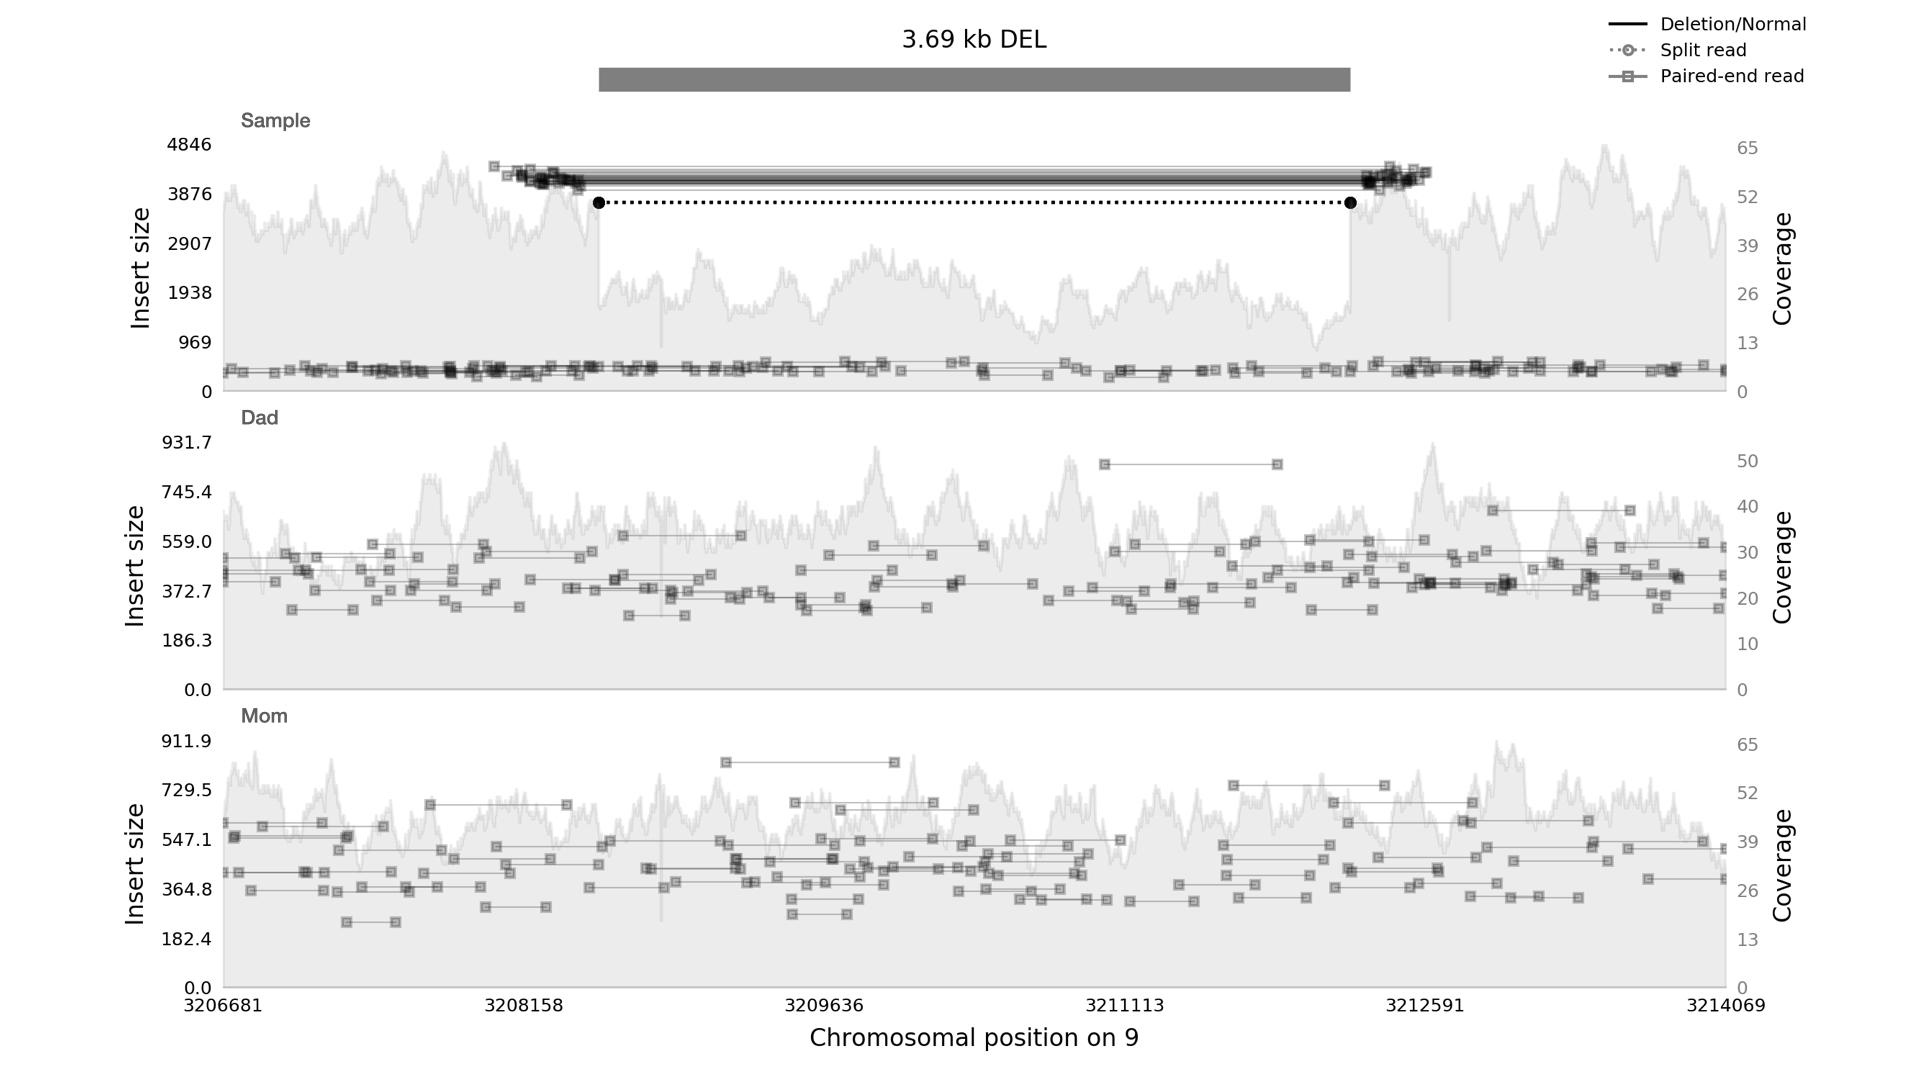 3.69 kb DEL
Deletion/Normal
Split read
Paired-end read
Sample
4846
3876
2907
1938
969
0
Insert size
65
52
39
26
13
0
Coverage
Dad
931.7
745.4
559.0
372.7
186.3
0.0
Insert size
50
40
30
20
10
0
Coverage
Mom
911.9
729.5
547.1
364.8
182.4
0.0
Insert size
65
52
39
26
13
0
Coverage
3206681 3208158 3209636 3211113 3212591 3214069
Chromosomal position on 9